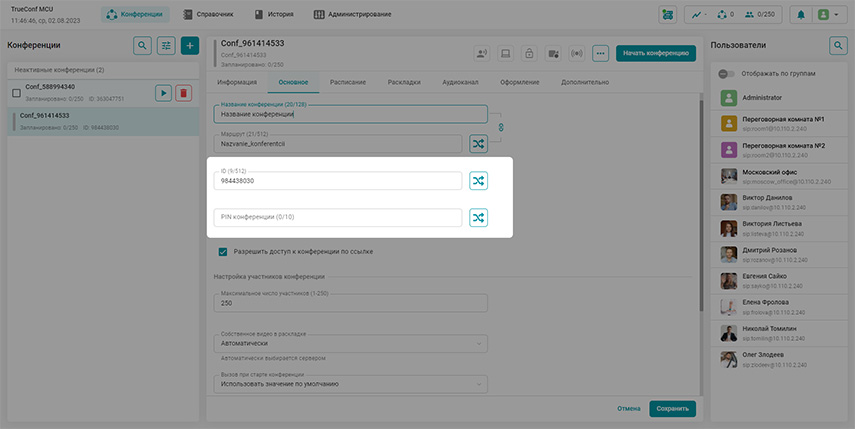 TrueConf MCU
11:46:46, ср, 02.08.2023
Конференции
Справочник
История
Администрирование
0
0/250
Конференции
Неактивные конференции (2)
Conf_588994340
Запланировано 0/250 ID 363047751
Conf_961414533
Запланировано 0/250 ID 984438030
Conf_961414533
Conf_961414533
Запланировано: 0/250
Начать конференцию
Информация
Основное
Расписание
Раскладки
Аудиоканал
Оформление
Дополнительно
Название конференции (20/128)
Название конференции
Маршрут (21/512)
Nazvanie_konferentcii
ID (9/512)
984438030
PIN конференции (0/10)
Разрешить доступ к конференции по ссылке
Настройка участников конференции
Максимальное число участников (1-250)
250
Собственное видео в раскладке
Автоматически
Автоматически выбирается сервером
Вызов при старте конференции
Использовать значение по умолчанию
Отмена
Сохранить
Пользователи
Отображать по группам
Administrator
Переговорная комната №1
sip:room1@10.110.2.240
Переговорная комната №2
sip:room2@10.110.2.240
Московский офис
sip:moscow_office@10.110.2.240
Виктор Данилов
sip:danilov@10.110.2.240
Виктория Листьева
sip:listeva@10.110.2.240
Дмитрий Розанов
sip:rozanov@10.110.2.240
Евгения Сайко
sip:sayko@10.110.2.240
Елена Фролова
sip:frolova@10.110.2.240
Николай Томилин
sip:tomilin@10.110.2.240
Олег Злодеев
sip:zlodeev@10.110.2.240